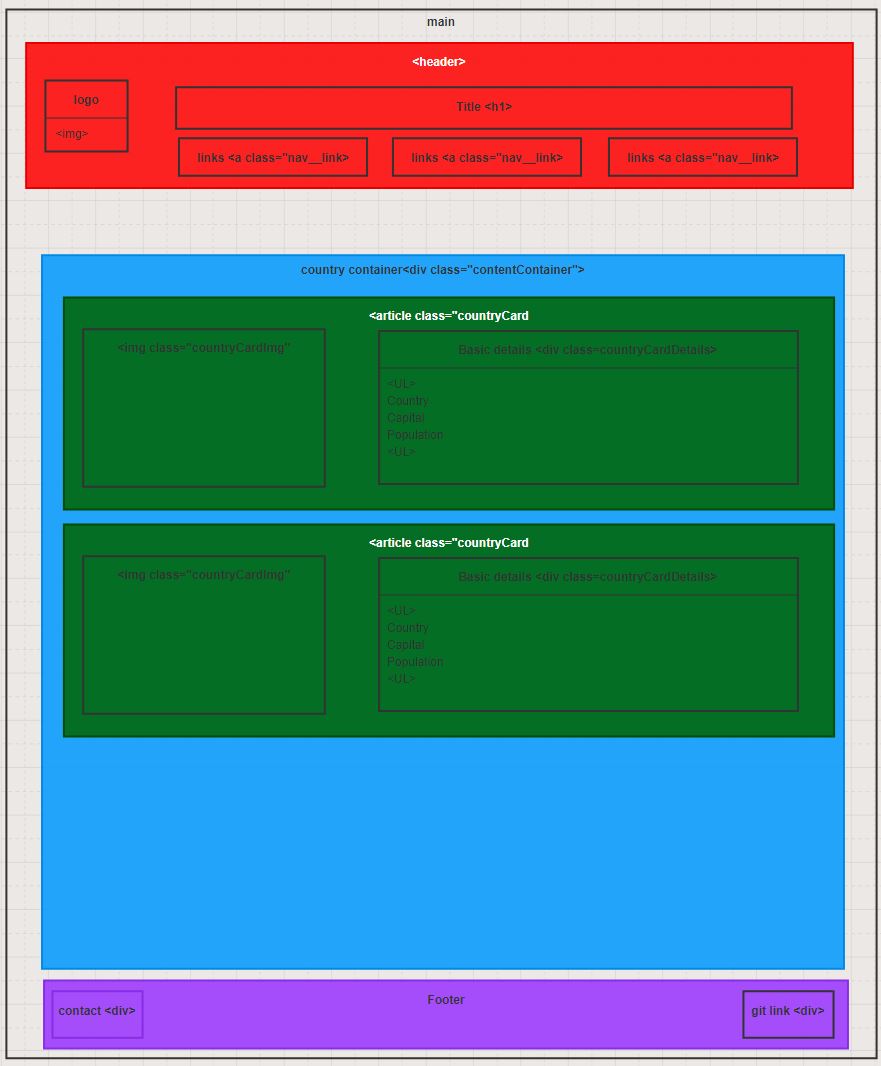 main
<header>
logo
<img>
Title <h1>
links <a class="nav__link>
links <a class="nav__link>
links <a class="nav__link>
country container<div class="contentContainer">
<article class="countryCard
<img class="countryCardImg"
Basic details <div class=countryCardDetails>
<UL>
Country
Capital
Population
<UL>
<article class="countryCard
<img class="countryCardImg"
Basic details <div class=countryCardDetails>
<UL>
Country
Capital
Population
<UL>
Footer
contact <div>
git link <div>